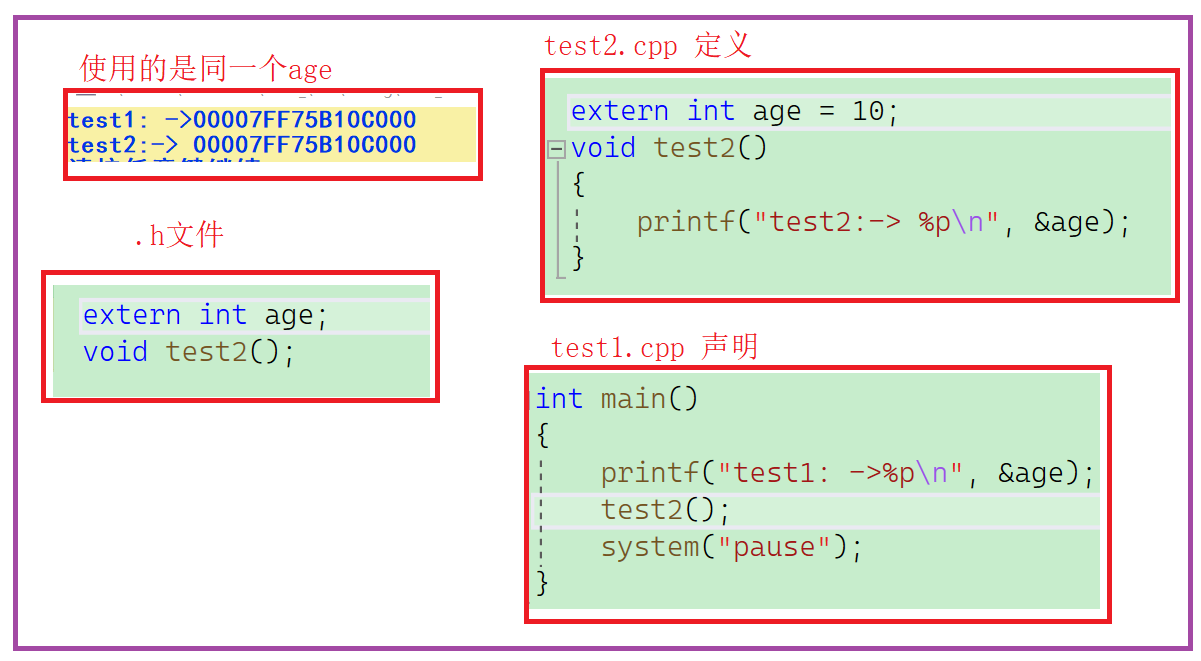 使用的是同一个age
test1: ->00007FF75B10C000
test2:-> 00007FF75B10C000
.h文件
extern int age;
void test2();
test2.cpp 定义
extern int age = 10;
void test2()
{
printf("test2:-> %p\n", &age);
}
test1.cpp 声明
int main()
{
printf("test1: ->%p\n", &age);
test2();
system("pause");
}